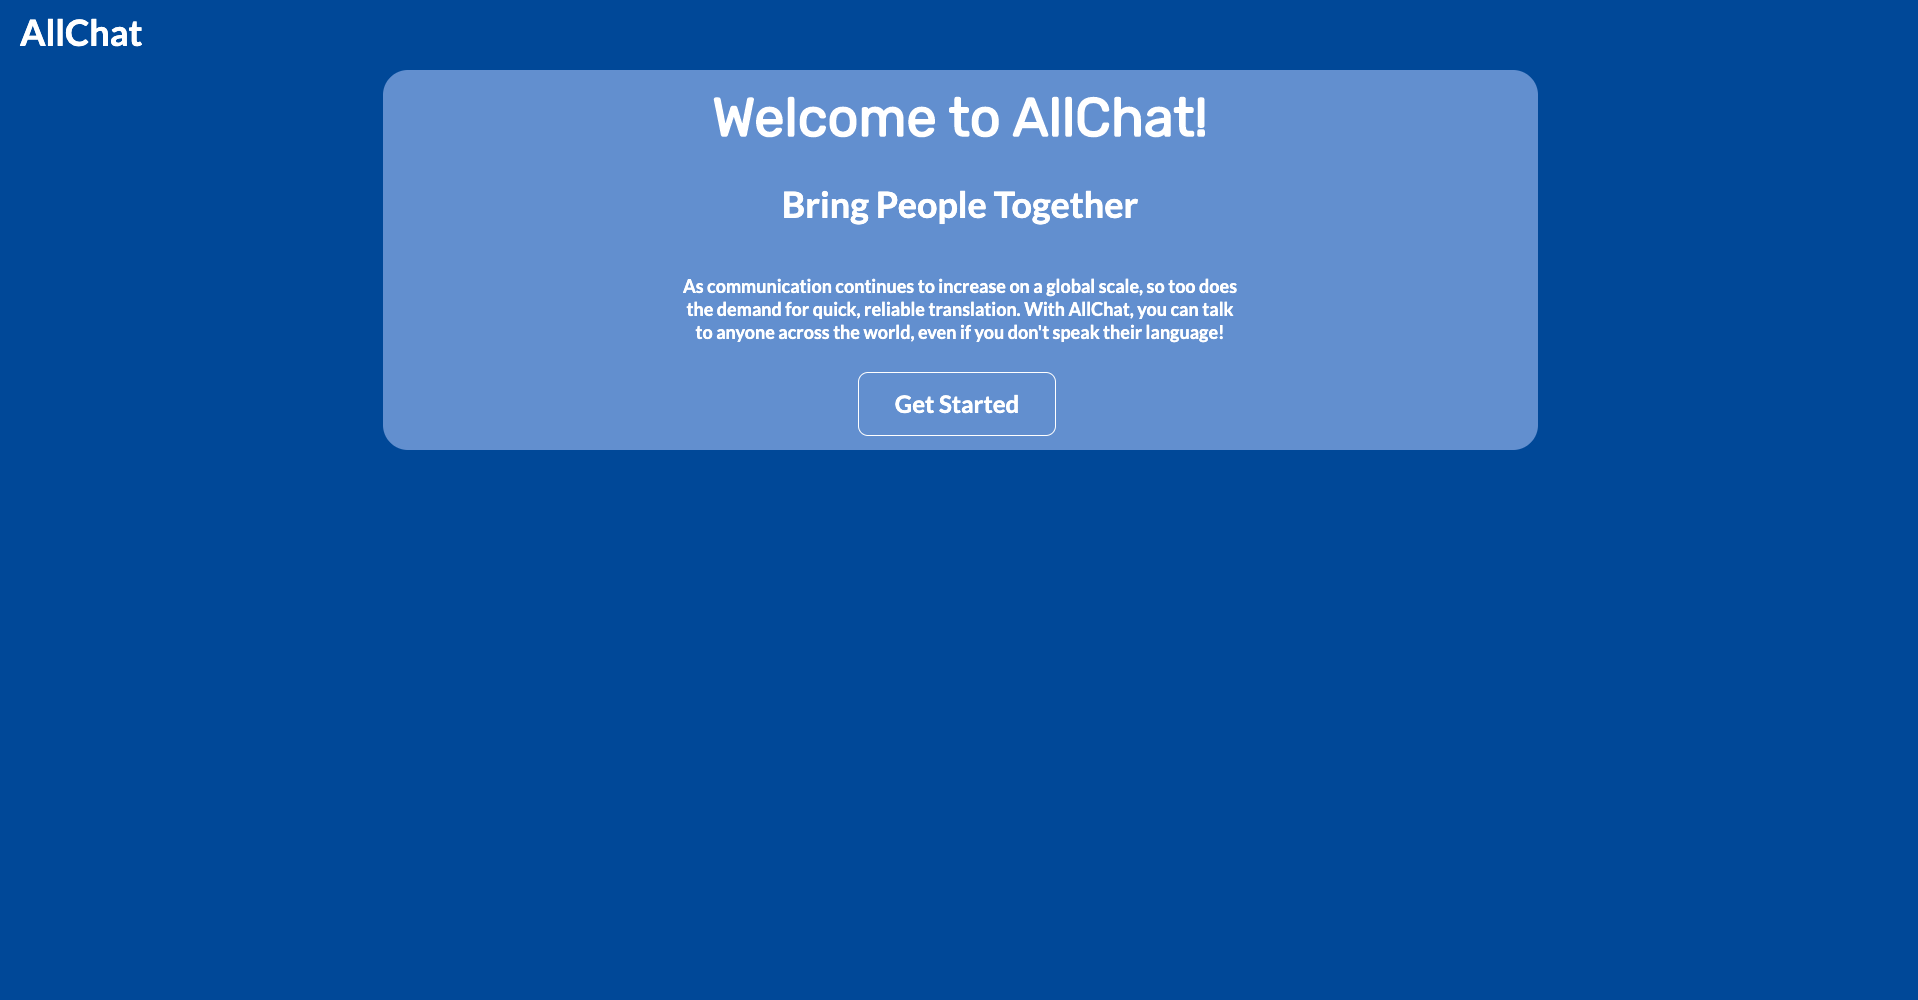 AllChat
Welcome to AllChat!
Bring People Together
As communication continues to increase on a global scale, so too does
the demand for quick, reliable translation. With AllChat, you can talk
to anyone across the world, even if you don't speak their language!
Get Started